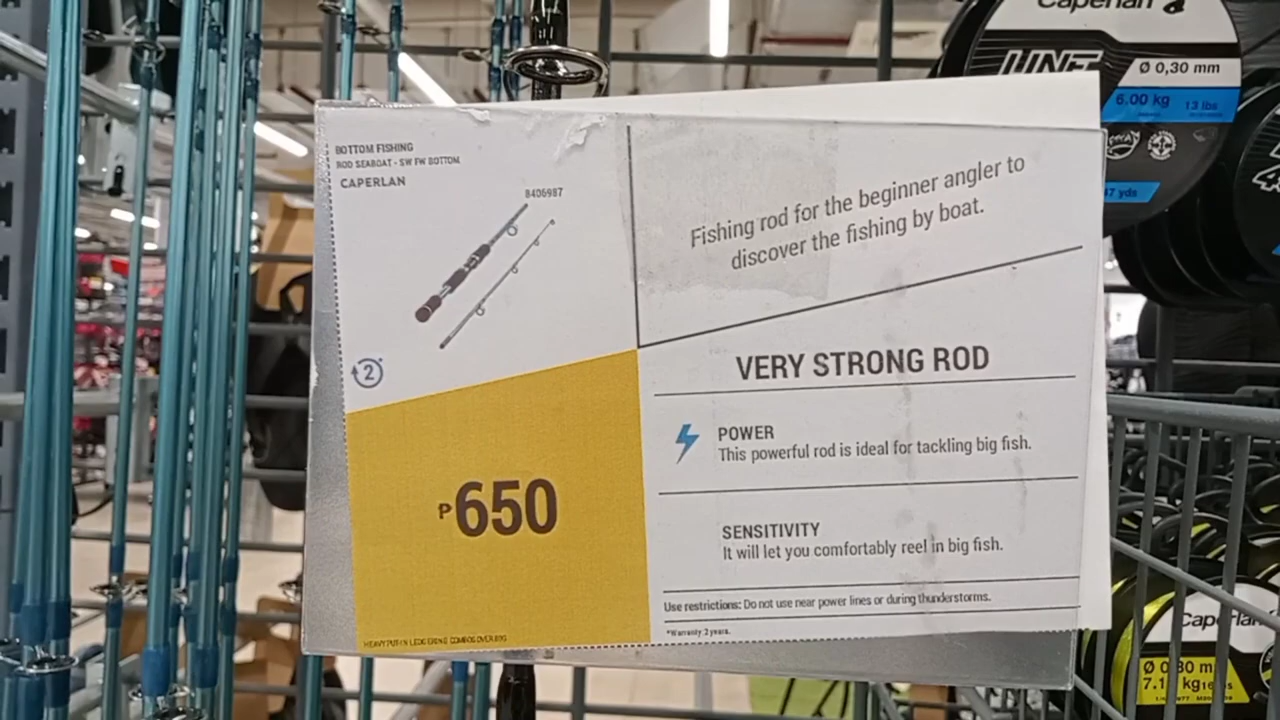 BOTTOM FISHING
ROD SEABOAT - SW FW BOTTOM
CAPERLAN
8406987
2
₱650
Fishing rod for the beginner angler to
discover the fishing by boat.
VERY STRONG ROD
POWER
This powerful rod is ideal for tackling big fish.
SENSITIVITY
It will let you comfortably reel in big fish.
Use restrictions: Do not use near power lines or during thunderstorms.
*Warranty 2 years.
Caperlan
LINE
Ø 0,30 mm
6.00 kg 13 lbs
yds
Caperlan